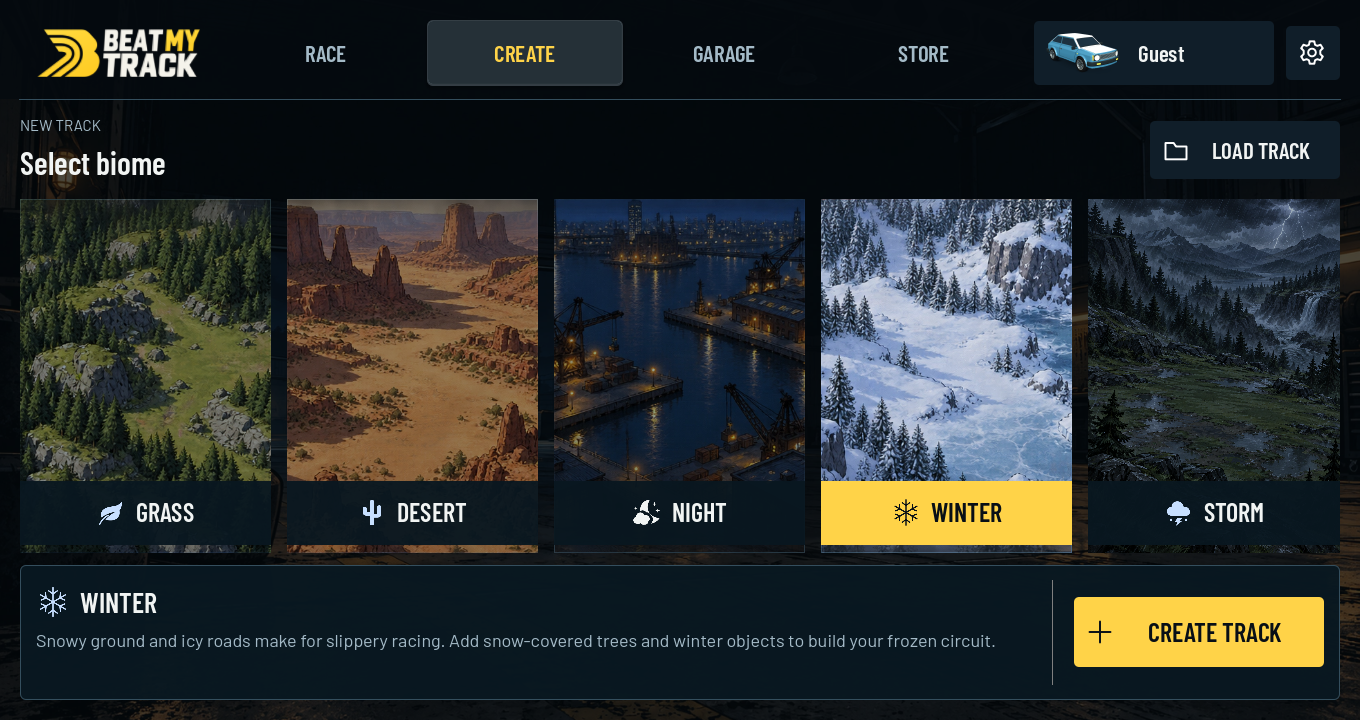 BEAT MY
TRACK
RACE
CREATE
GARAGE
STORE
Guest
NEW TRACK
Select biome
LOAD TRACK
GRASS
DESERT
NIGHT
WINTER
STORM
WINTER
Snowy ground and icy roads make for slippery racing. Add snow-covered trees and winter objects to build your frozen circuit.
CREATE TRACK